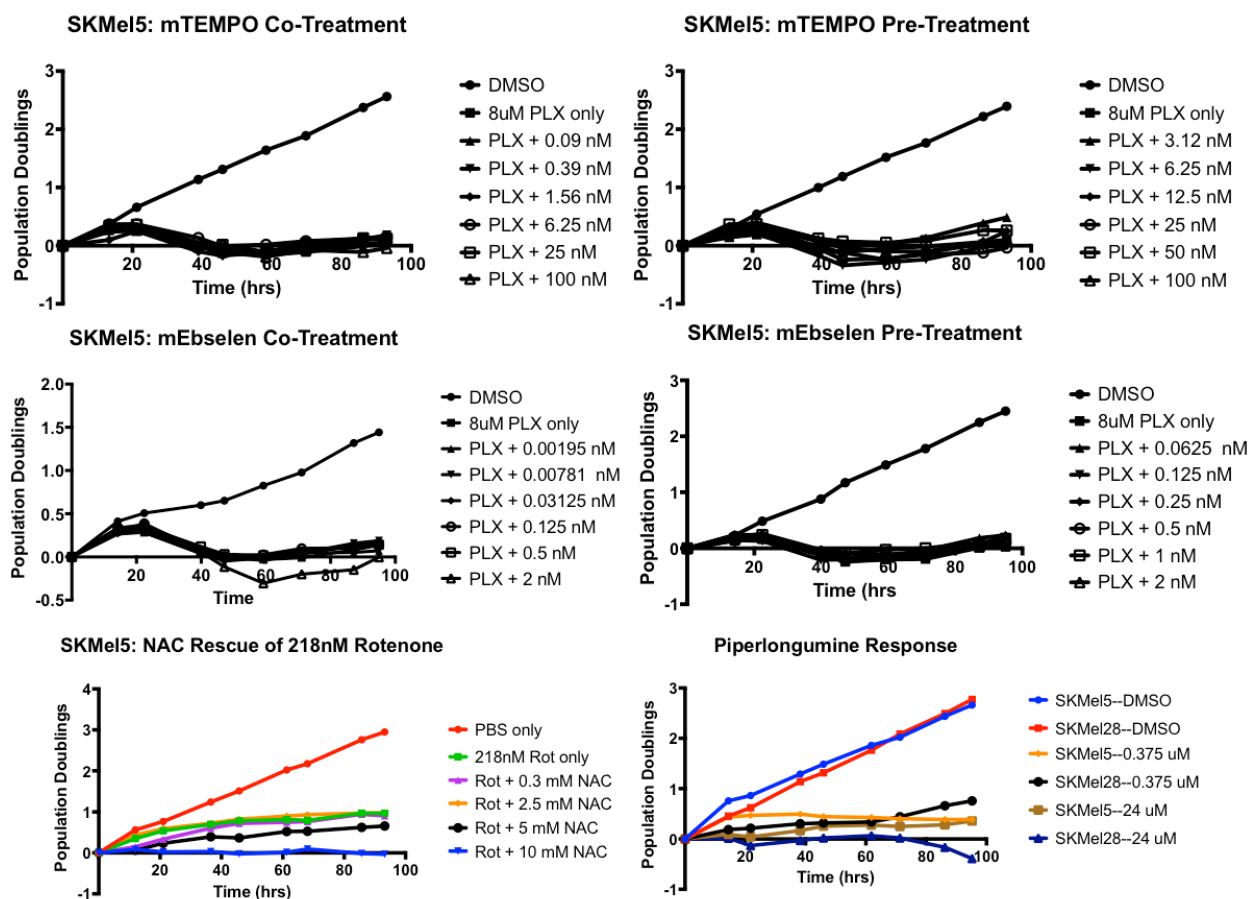 SKMel5: mTEMPO Co-Treatment
Population Doublings
3
2
1
0
-1
20
40
60
80
100
Time (hrs)
DMSO
8uM PLX only
PLX + 0.09 nM
PLX + 0.39 nM
PLX + 1.56 nM
PLX + 6.25 nM
PLX + 25 nM
PLX + 100 nM
SKMel5: mTEMPO Pre-Treatment
Population Doublings
3
2
1
0
-1
20
40
60
80
100
Time (hrs)
DMSO
8uM PLX only
PLX + 3.12 nM
PLX + 6.25 nM
PLX + 12.5 nM
PLX + 25 nM
PLX + 50 nM
PLX + 100 nM
SKMel5: mEbselen Co-Treatment
Population Doublings
2.0
1.5
1.0
0.5
0.0
-0.5
20
40
60
80
100
Time
DMSO
8uM PLX only
PLX + 0.00195 nM
PLX + 0.00781 nM
PLX + 0.03125 nM
PLX + 0.125 nM
PLX + 0.5 nM
PLX + 2 nM
SKMel5: mEbselen Pre-Treatment
Population Doublings
3
2
1
0
-1
20
40
60
80
100
Time (hrs
DMSO
8uM PLX only
PLX + 0.0625 nM
PLX + 0.125 nM
PLX + 0.25 nM
PLX + 0.5 nM
PLX + 1 nM
PLX + 2 nM
SKMel5: NAC Rescue of 218nM Rotenone
Population Doublings
4
3
2
1
0
-1
20
40
60
80
100
Time (hrs)
PBS only
218nM Rot only
Rot + 0.3 mM NAC
Rot + 2.5 mM NAC
Rot + 5 mM NAC
Rot + 10 mM NAC
Piperlongumine Response
Population Doublings
3
2
1
0
-1
20
40
60
80
100
Time (hrs)
SKMel5--DMSO
SKMel28--DMSO
SKMel5--0.375 uM
SKMel28--0.375 uM
SKMel5--24 uM
SKMel28--24 uM